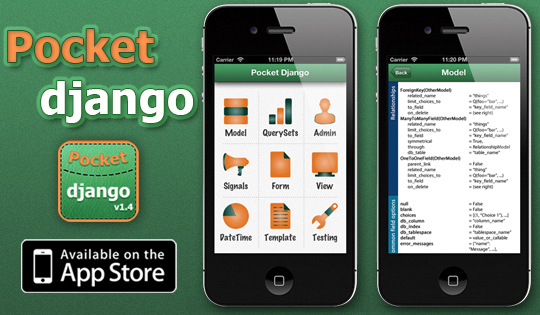 Pocket
django
Pocket
django
v1.4
Available on the
App Store
Carrier 11:19 PM
Pocket Django
Model QuerySets Admin
Signals Form View
DateTime Template Testing
Carrier 11:20 PM
Back Model
Relationships
ForeignKey(OtherModel)
related_name = "things"
limit_choices_to = Q(foo="bar", ...)
to_field = "key_field_name"
on_delete = (see right)
ManyToManyField(OtherModel)
related_name = "things"
limit_choices_to = Q(foo="bar", ...)
to_field = "key_field_name"
symmetrical = True,
through = RelationshipModel
db_table = "table_name"
OneToOneField(OtherModel)
parent_link = False
related_name = "things"
limit_choices_to = Q(foo="bar", ...)
to_field = "key_field_name"
on_delete = (see right)
ommon field options
null = False
blank = False
choices = [(1, "Choice 1"), ...]
db_column = "column_name"
db_index = False
db_tablespace = "tablespace_name"
default = value_or_callable
error_messages = {"name":
"Message", ...},